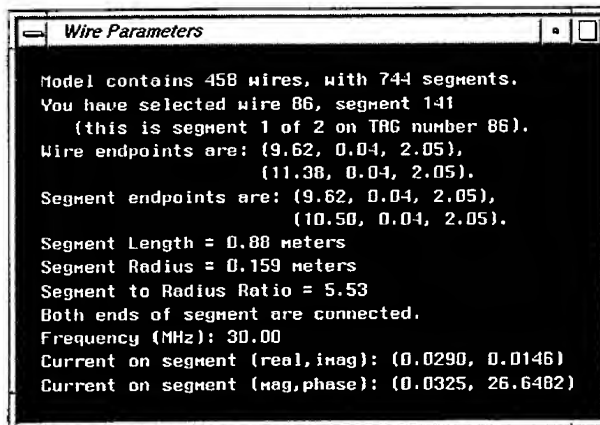 Wire Parameters
Model contains 458 wires, with 744 segments.
You have selected wire 86, segment 141
(this is segment 1 of 2 on TAG number 86).
Wire endpoints are: (9.62, 0.04, 2.05),
(11.38, 0.04, 2.05).
Segment endpoints are: (9.62, 0.04, 2.05),
(10.50, 0.04, 2.05).
Segment Length = 0.88 meters
Segment Radius = 0.159 meters
Segment to Radius Ratio = 5.53
Both ends of segment are connected.
Frequency (MHz): 30.00
Current on segment (real,imag): (0.0290, 0.0146)
Current on segment (mag,phase): (0.0325, 26.6482)